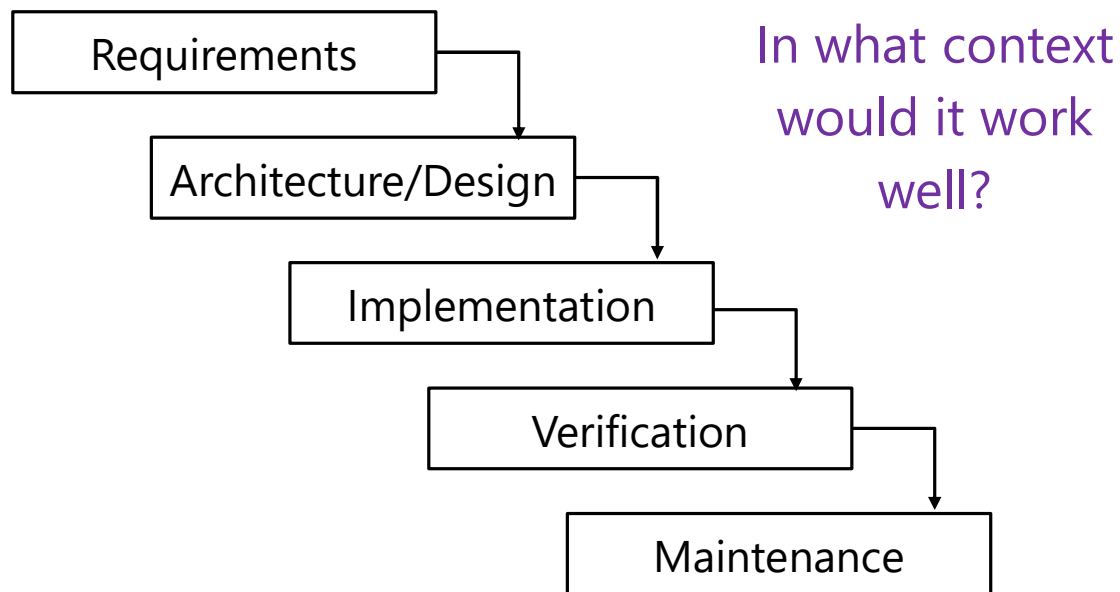 Requirements
In what context
would it work
well?
Architecture/Design
Implementation
Verification
Maintenance